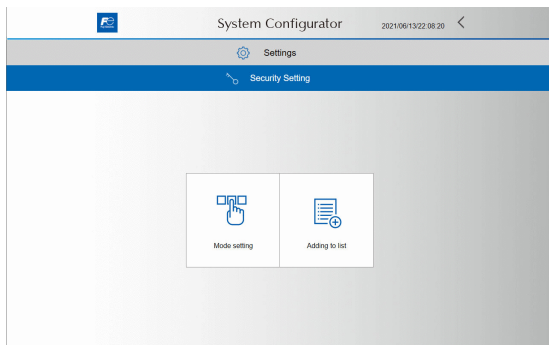 System Configurator 2021/06/13/22:08:20
Settings
Security Setting
Mode setting Adding to list